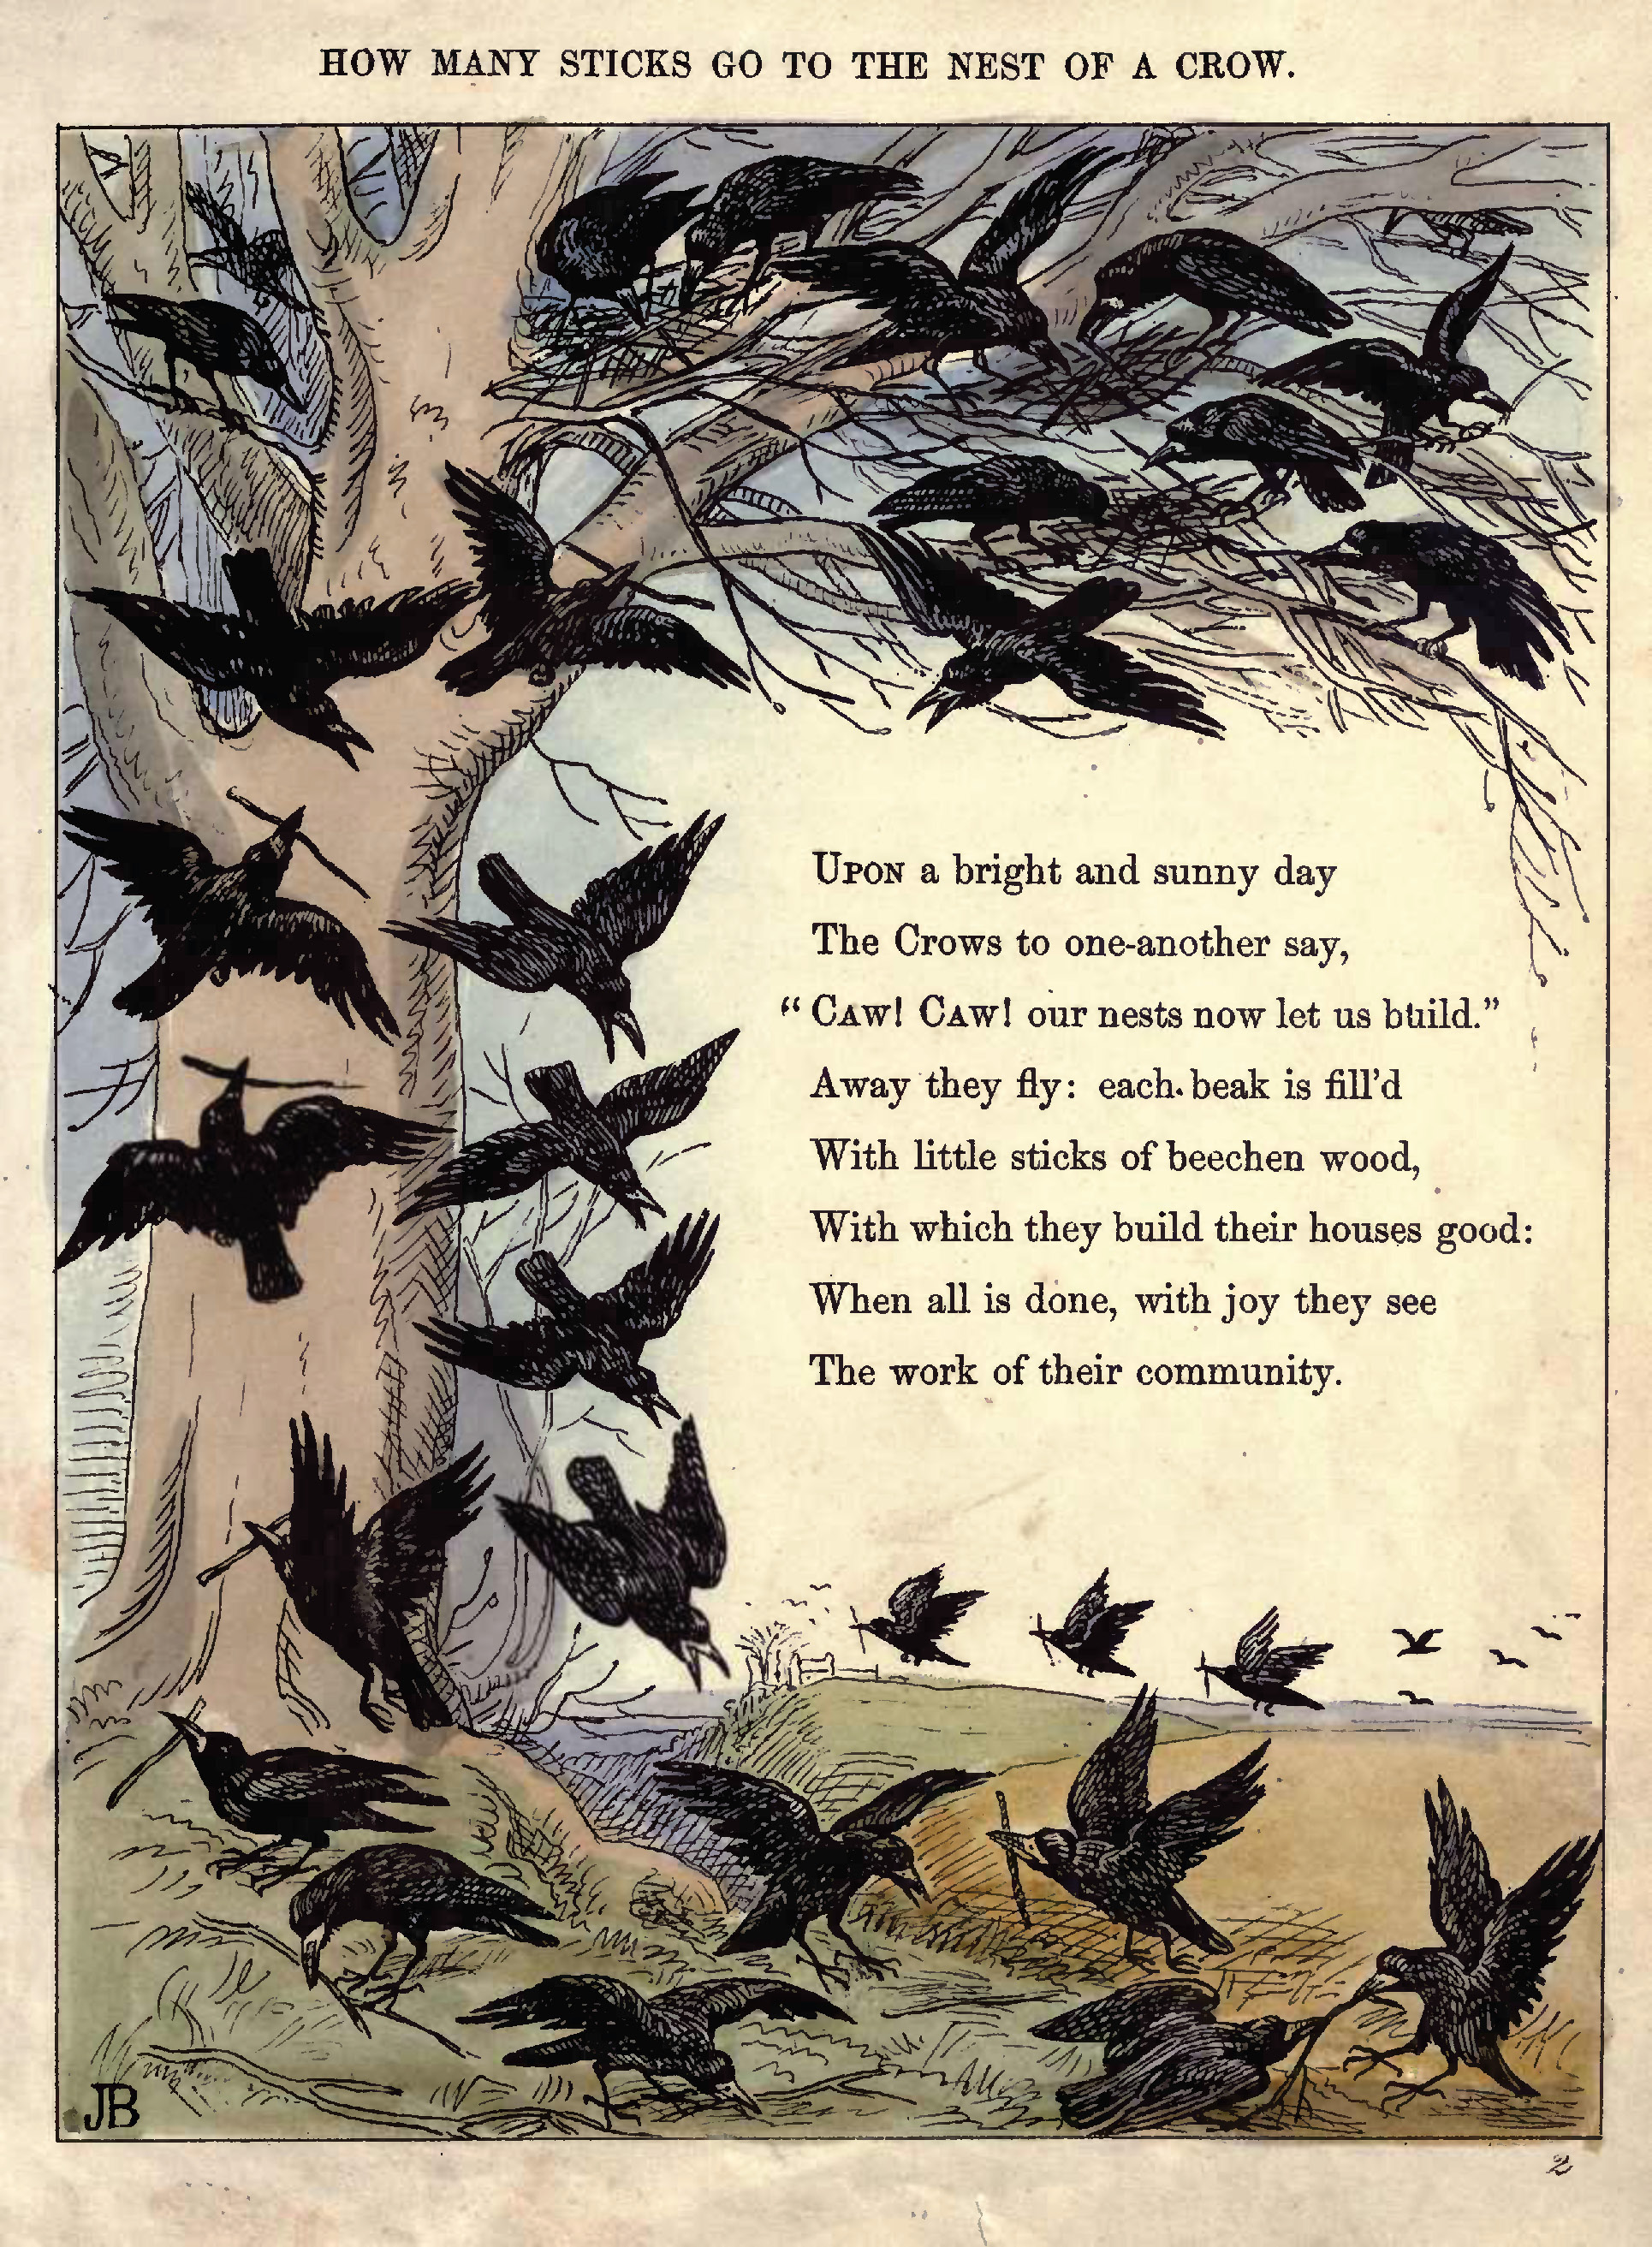 HOW MANY STICKS GO TO THE NEST OF A CROW.
UPON a bright and sunny day
The Crows to one-another say,
“CAW! CAW! our nests now let us build.”
Away they fly: each beak is fill’d
With little sticks of beechen wood,
With which they build their houses good:
When all is done, with joy they see
The work of their community.
JB
2